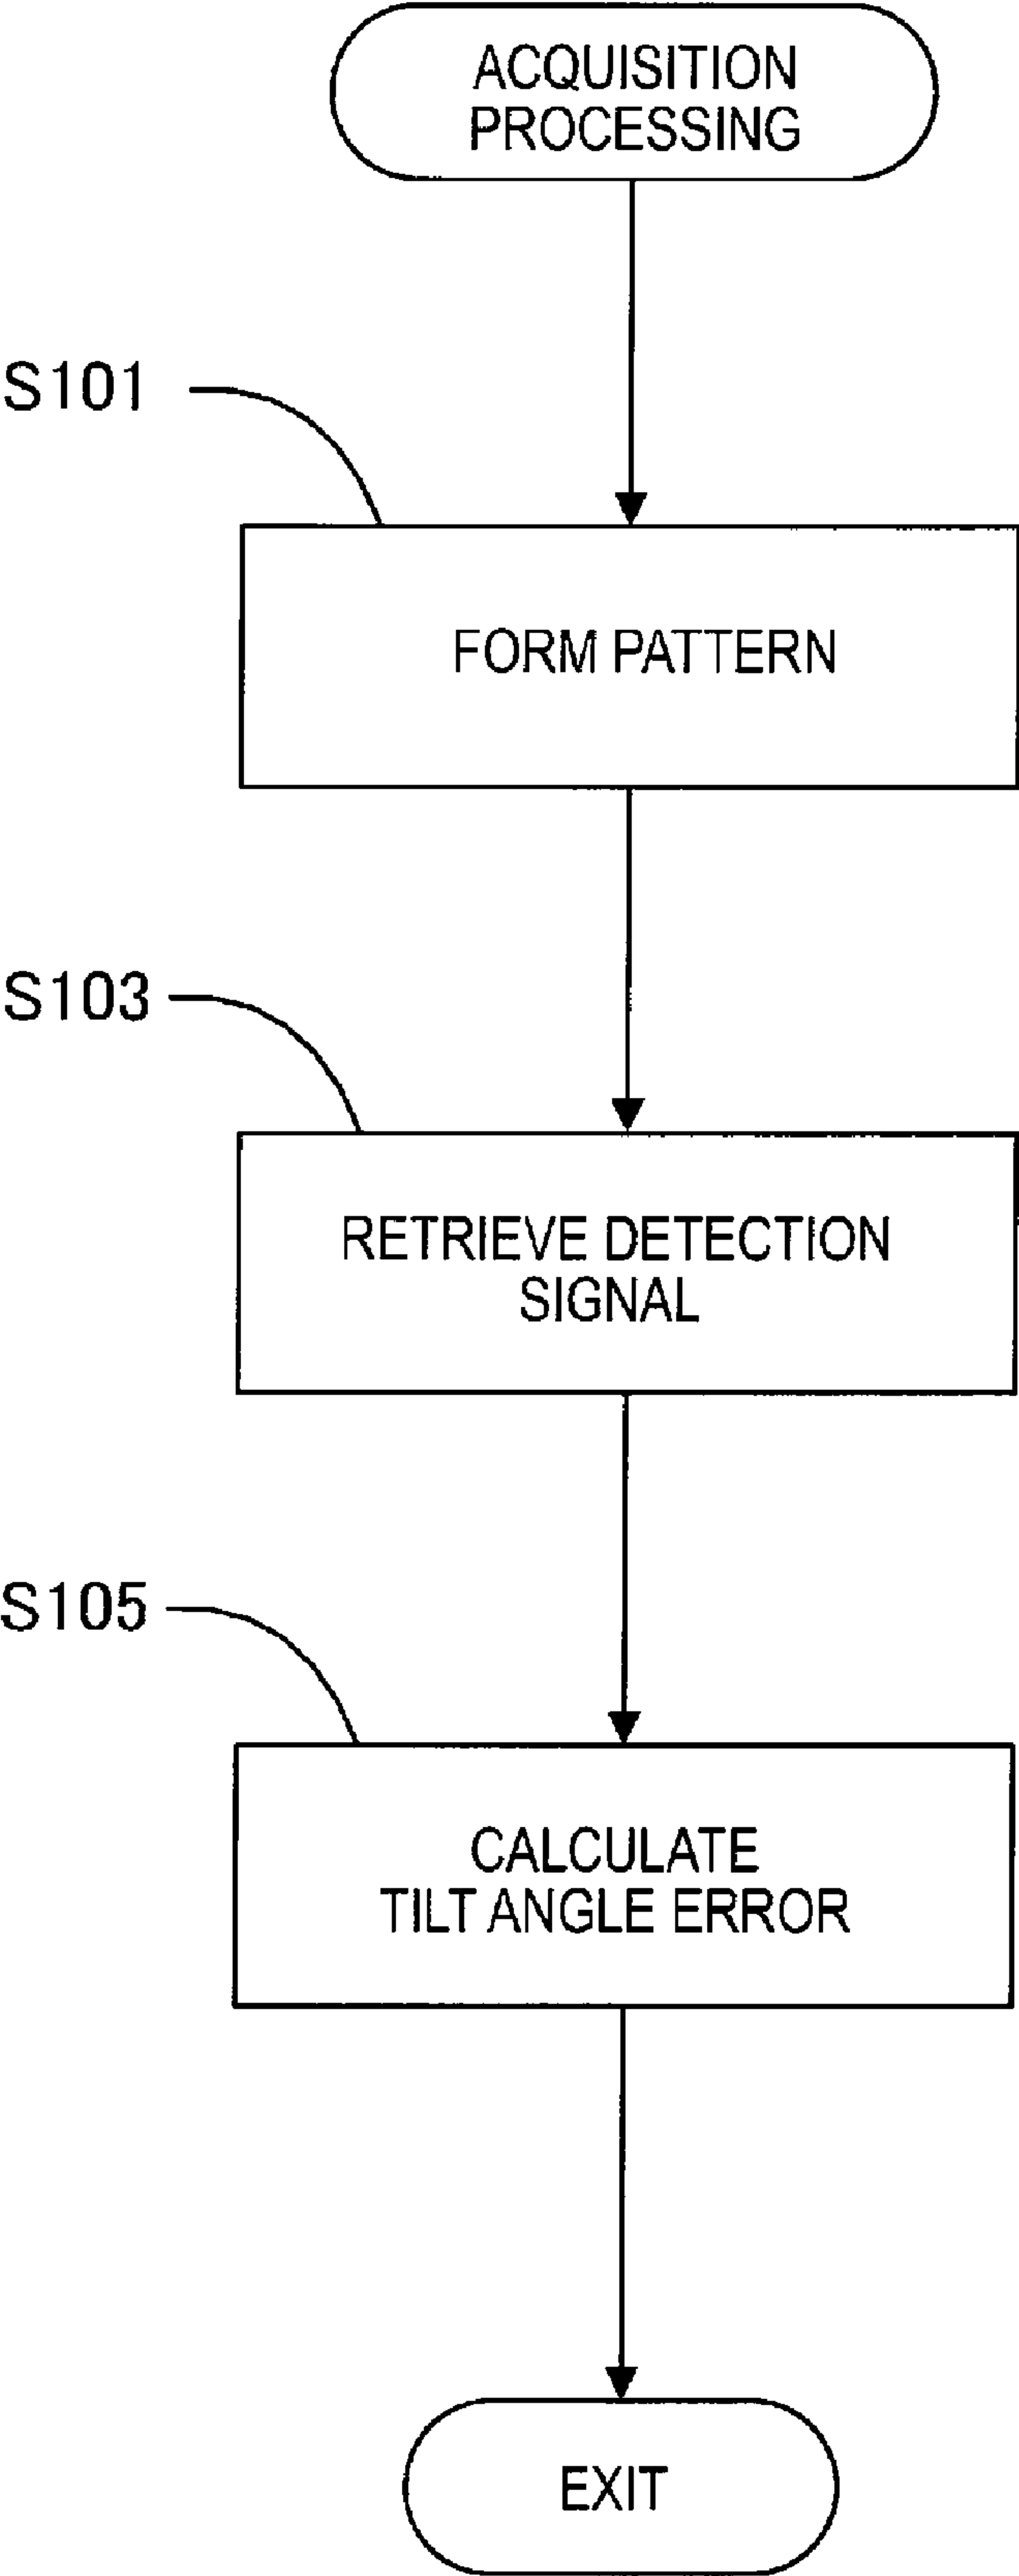 ACQUISITION
PROCESSING
S101
FORM PATTERN
S103
RETRIEVE DETECTION
SIGNAL
S105
CALCULATE
TILT ANGLE ERROR
EXIT